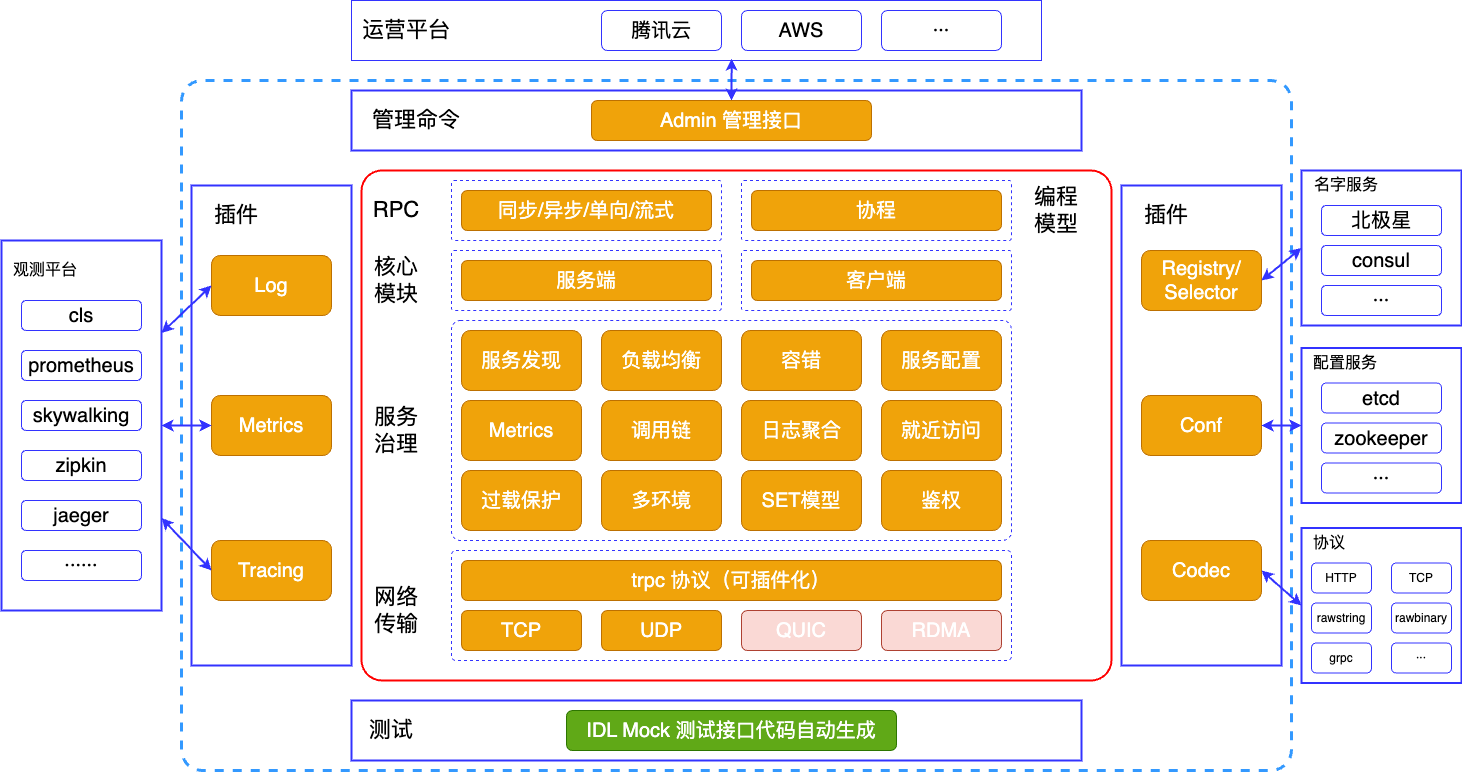 运营平台
腾讯云
AWS
...
管理命令
Admin 管理接口
观测平台
cls
prometheus
skywalking
zipkin
jaeger
......
插件
Log
Metrics
Tracing
RPC
同步/异步/单向/流式
协程
编程
模型
核心
模块
服务端
客户端
服务
治理
服务发现
负载均衡
容错
服务配置
Metrics
调用链
日志聚合
就近访问
过载保护
多环境
SET模型
鉴权
网络
传输
trpc 协议（可插件化）
TCP
UDP
QUIC
RDMA
插件
Registry/
Selector
Conf
Codec
名字服务
北极星
consul
...
配置服务
etcd
zookeeper
...
协议
HTTP
TCP
rawstring
rawbinary
grpc
...
测试
IDL Mock 测试接口代码自动生成